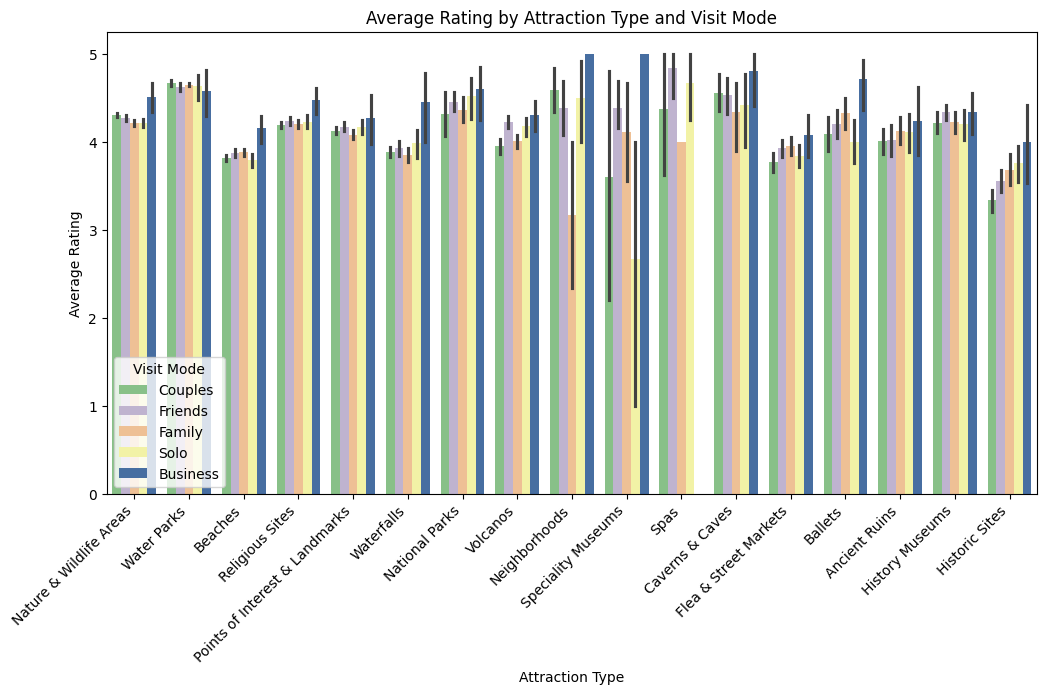 Average Rating by Attraction Type and Visit Mode
Average Rating
5
4
3
2
1
0
Visit Mode
Couples
Friends
Family
Solo
Business
Nature & Wildlife Areas
Water Parks
Beaches
Religious Sites
Points of Interest & Landmarks
Waterfalls
National Parks
Volcanos
Neighborhoods
Speciality Museums
Spas
Caverns & Caves
Flea & Street Markets
Ballets
Ancient Ruins
History Museums
Historic Sites
Attraction Type